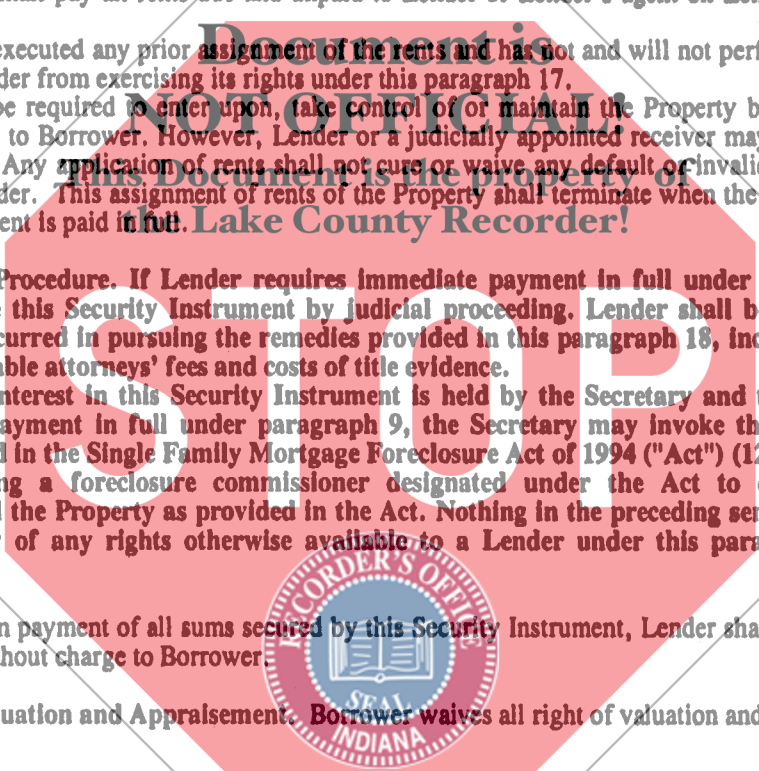 Document is
NOT OFFICIAL!
This Document is the property of
the Lake County Recorder!
STOP
RECORDER'S OFFICE
SEAL
INDIANA
executed any prior assignment of the rents and has not and will not perf
der from exercising its rights under this paragraph 17.
be required to enter upon, take control of or maintain the Property b
to Borrower. However, Lender or a judicially appointed receiver may
Any application of rents shall not cure or waive any default or invalid
der. This assignment of rents of the Property shall terminate when the
ent is paid in full.
Procedure. If Lender requires immediate payment in full under
this Security Instrument by judicial proceeding. Lender shall b
curred in pursuing the remedies provided in this paragraph 18, inc
able attorneys' fees and costs of title evidence.
nterest in this Security Instrument is held by the Secretary and
ayment in full under paragraph 9, the Secretary may invoke th
d in the Single Family Mortgage Foreclosure Act of 1994 ("Act") (12
ng a foreclosure commissioner designated under the Act to
the Property as provided in the Act. Nothing in the preceding sen
of any rights otherwise available to a Lender under this para
n payment of all sums secured by this Security Instrument, Lender sha
hout charge to Borrower.
uation and Appraisement. Borrower waives all right of valuation and